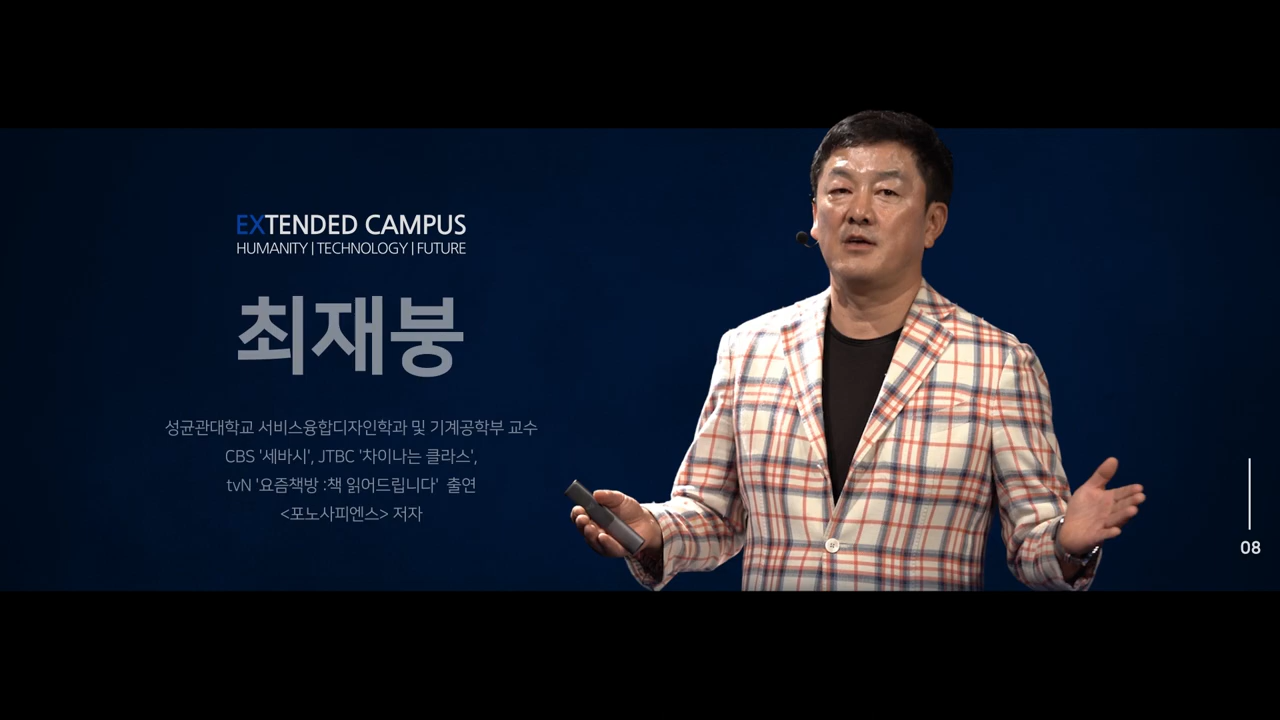 EXTENDED CAMPUS
HUMANITY | TECHNOLOGY | FUTURE
최재붕
성균관대학교 서비스융합디자인학과 및 기계공학부 교수
CBS '세바시', JTBC '차이나는 클라스',
tvN '요즘책방 :책 읽어드립니다' 출연
<포노사피엔스> 저자
08